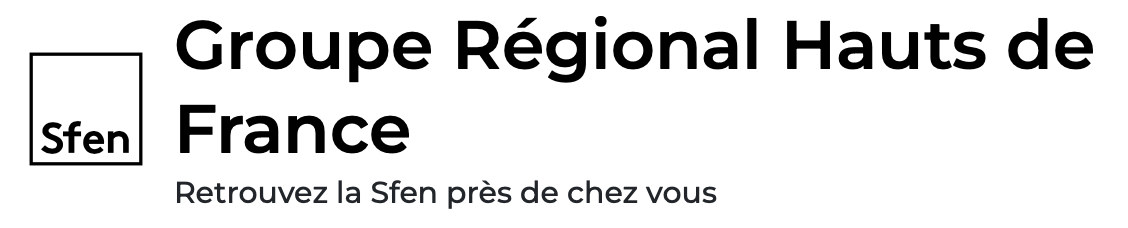 Groupe Régional Hauts de
France
Sfen
Retrouvez la Sfen près de chez vous